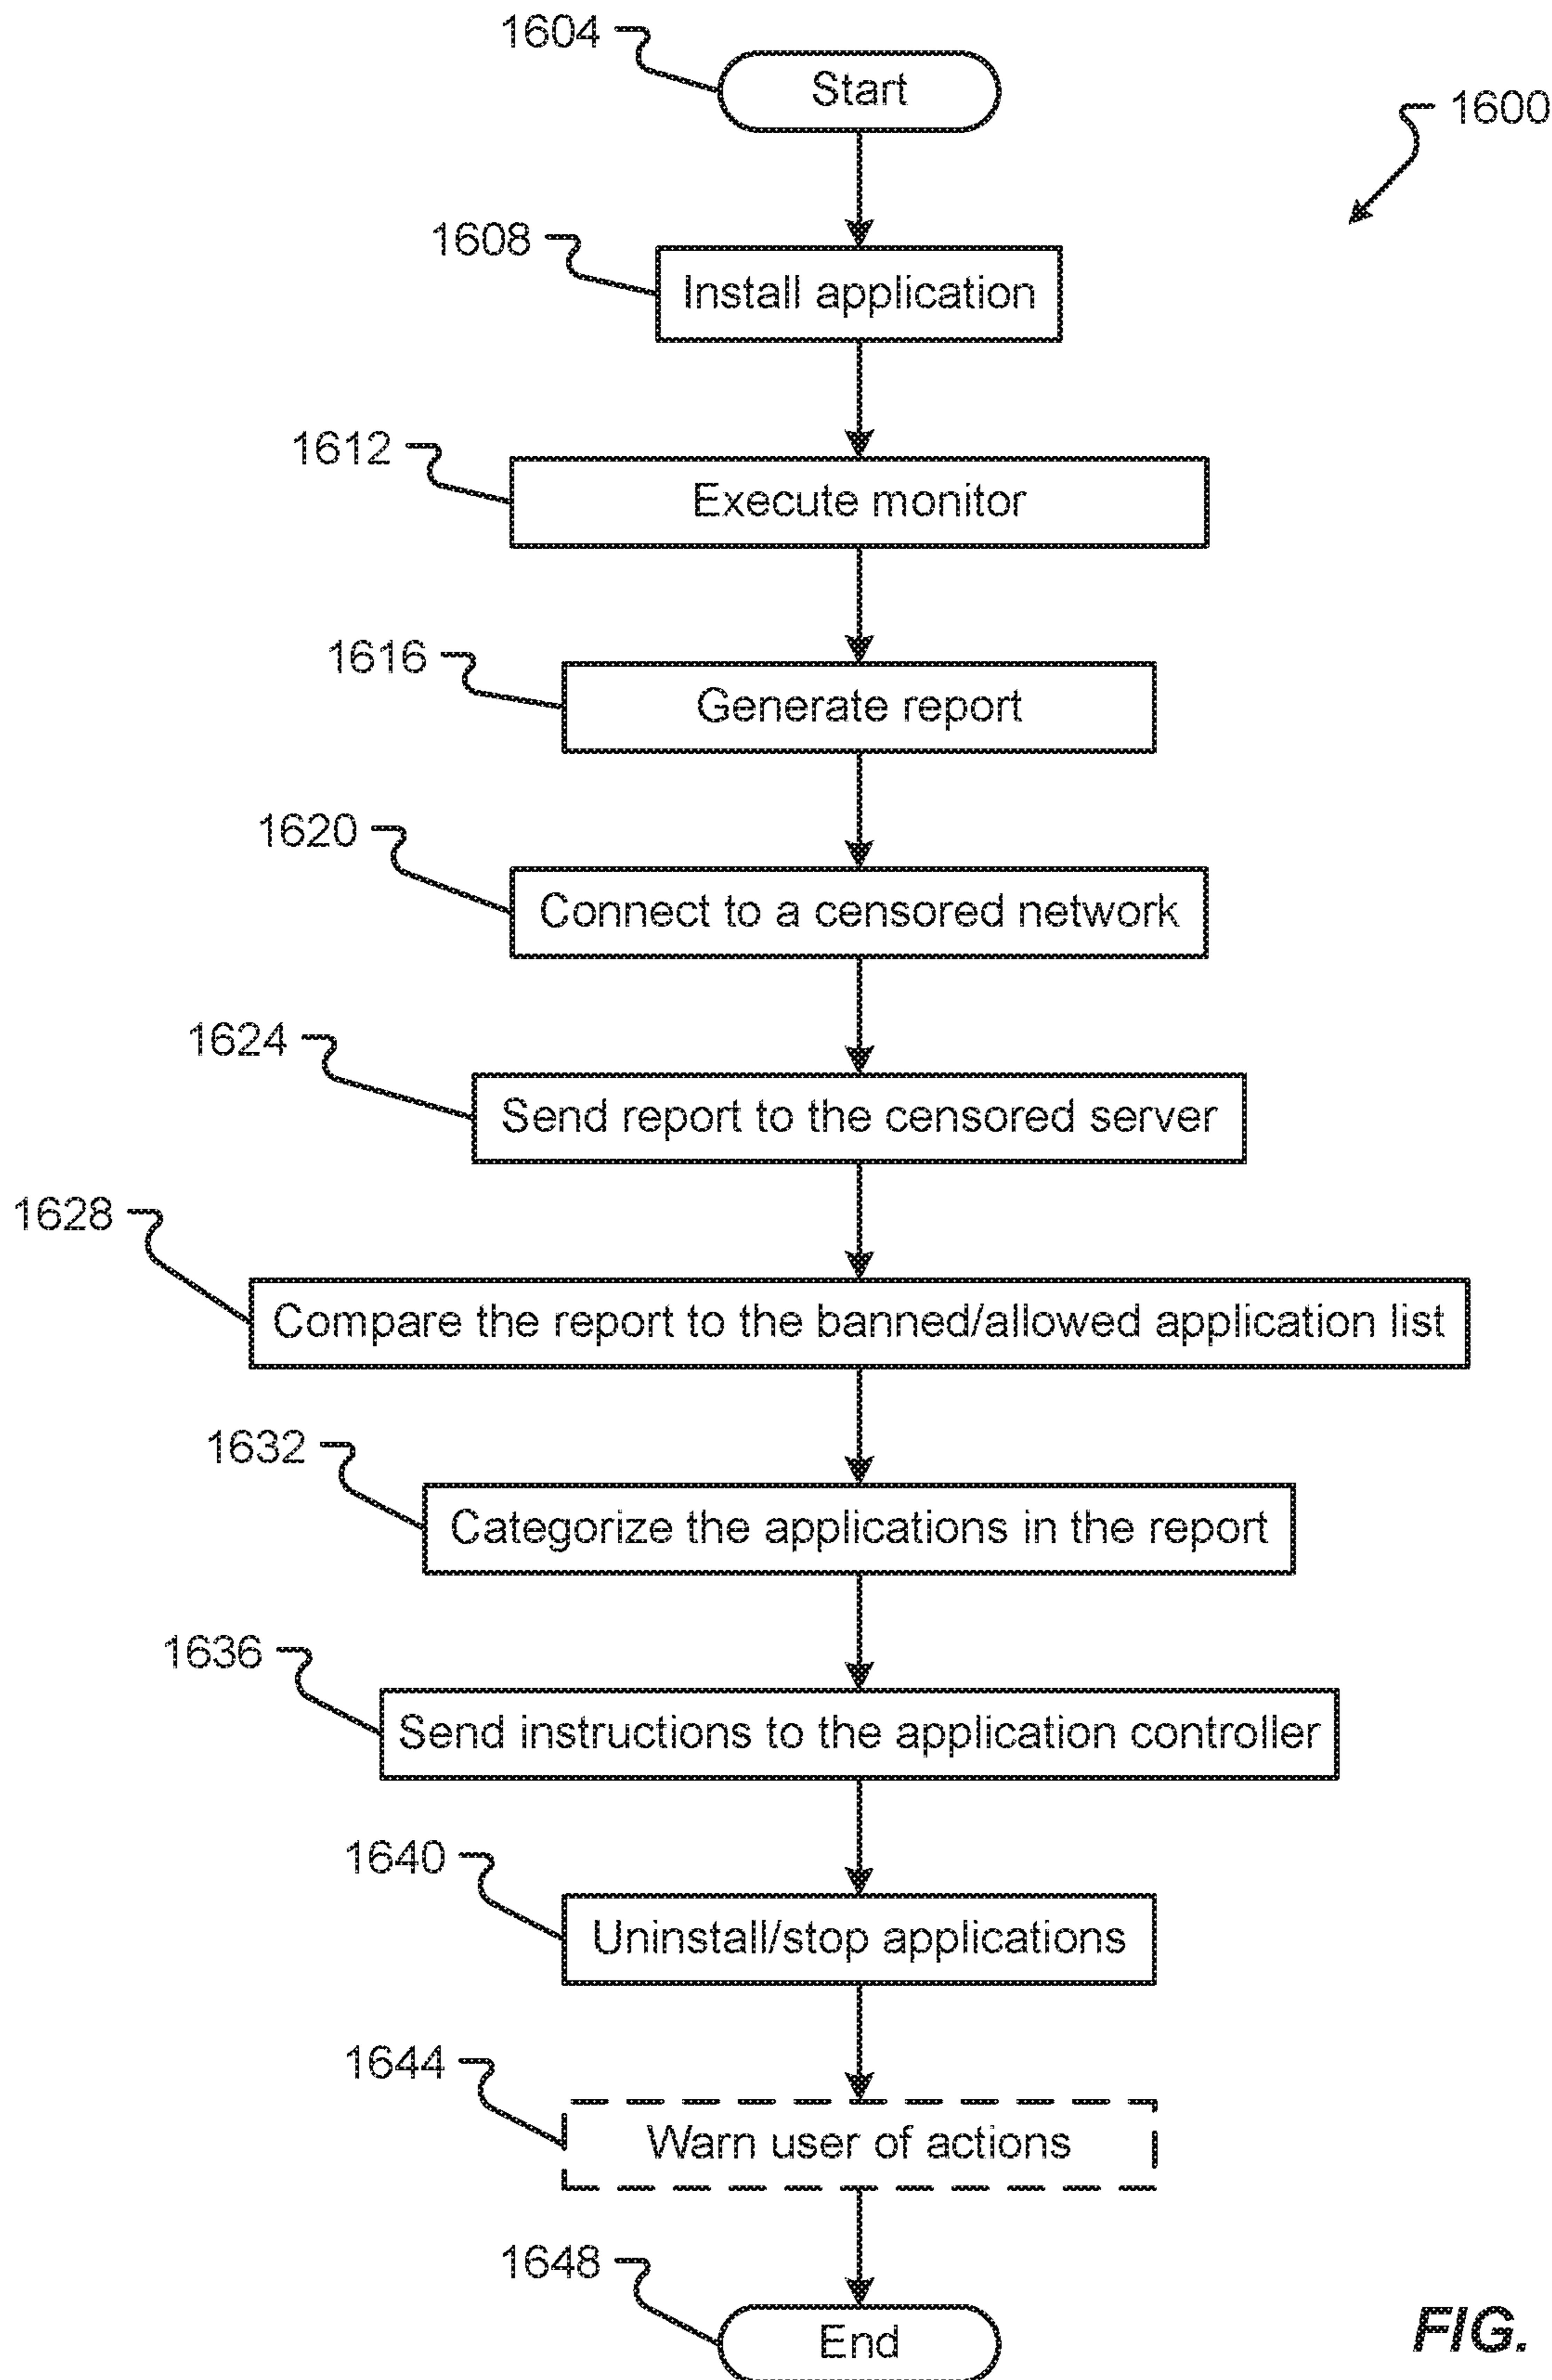 1604
Start
1600
1608
Install application
1612
Execute monitor
1616
Generate report
1620
Connect to a censored network
1624
Send report to the censored server
1628
Compare the report to the banned/allowed application list
1632
Categorize the applications in the report
1636
Send instructions to the application controller
1640
Uninstall/stop applications
1644
Warn user of actions
1648
End
FIG.